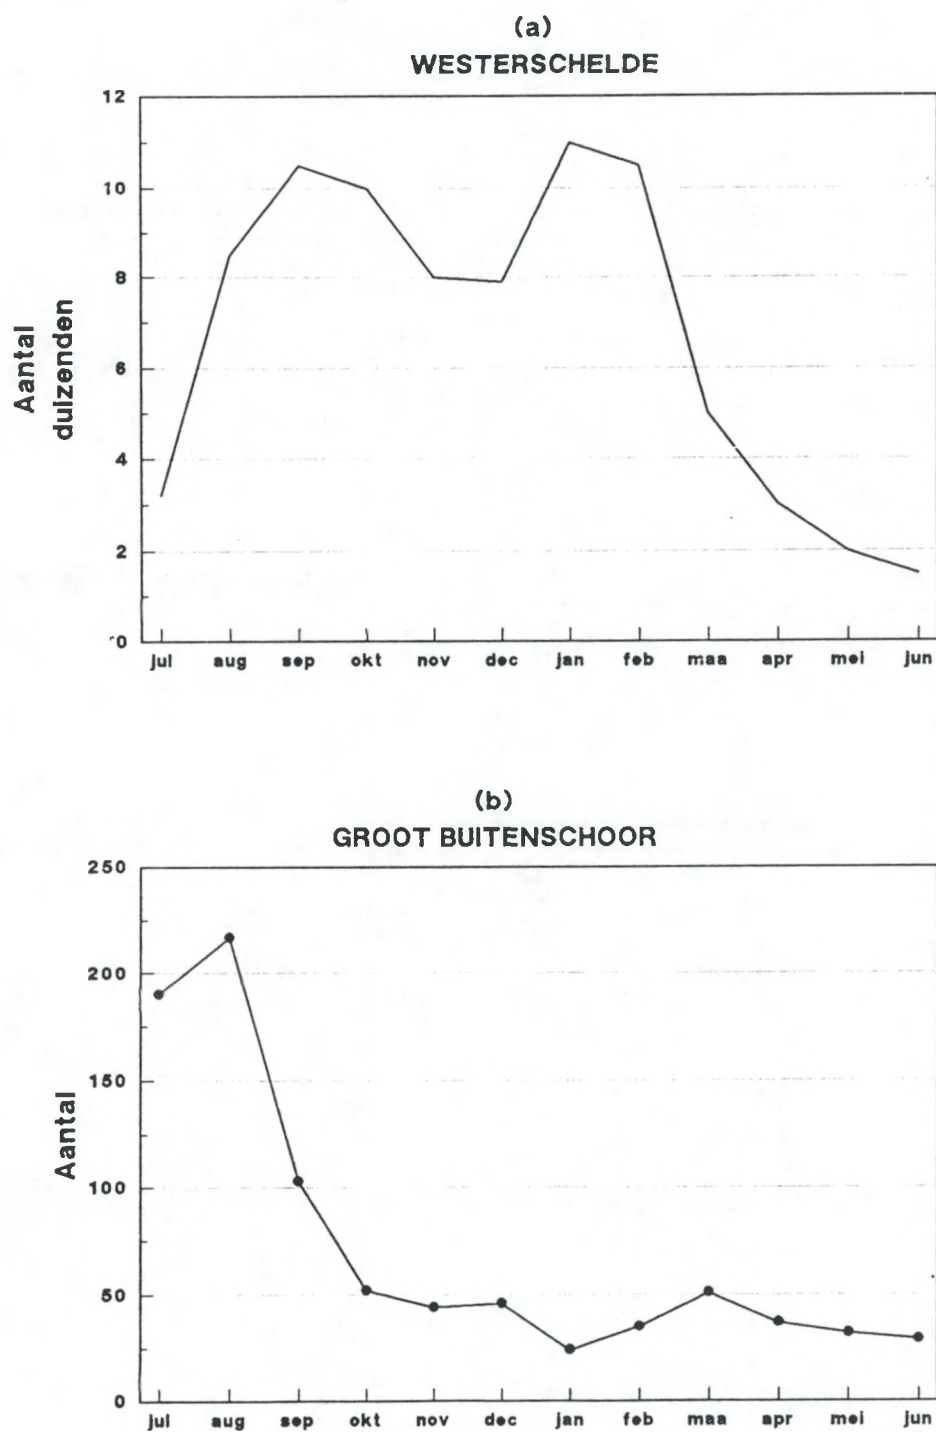 (a)
WESTERSCHELDE
12
10
8
6
4
2
0
Aantal
duizenden
jul aug sep okt nov dec jan feb maa apr mei jun
(b)
GROOT BUITENSCHOOR
250
200
150
100
50
0
Aantal
jul aug sep okt nov dec jan feb maa apr mei jun